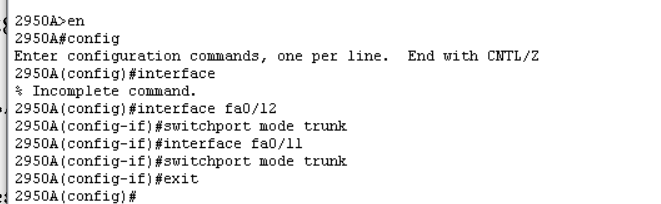 2950A>en
2950A#config
Enter configuration commands, one per line.  End with CNTL/Z
2950A(config)#interface
% Incomplete command.
2950A(config)#interface fa0/12
2950A(config-if)#switchport mode trunk
2950A(config-if)#interface fa0/11
2950A(config-if)#switchport mode trunk
2950A(config-if)#exit
2950A(config)#